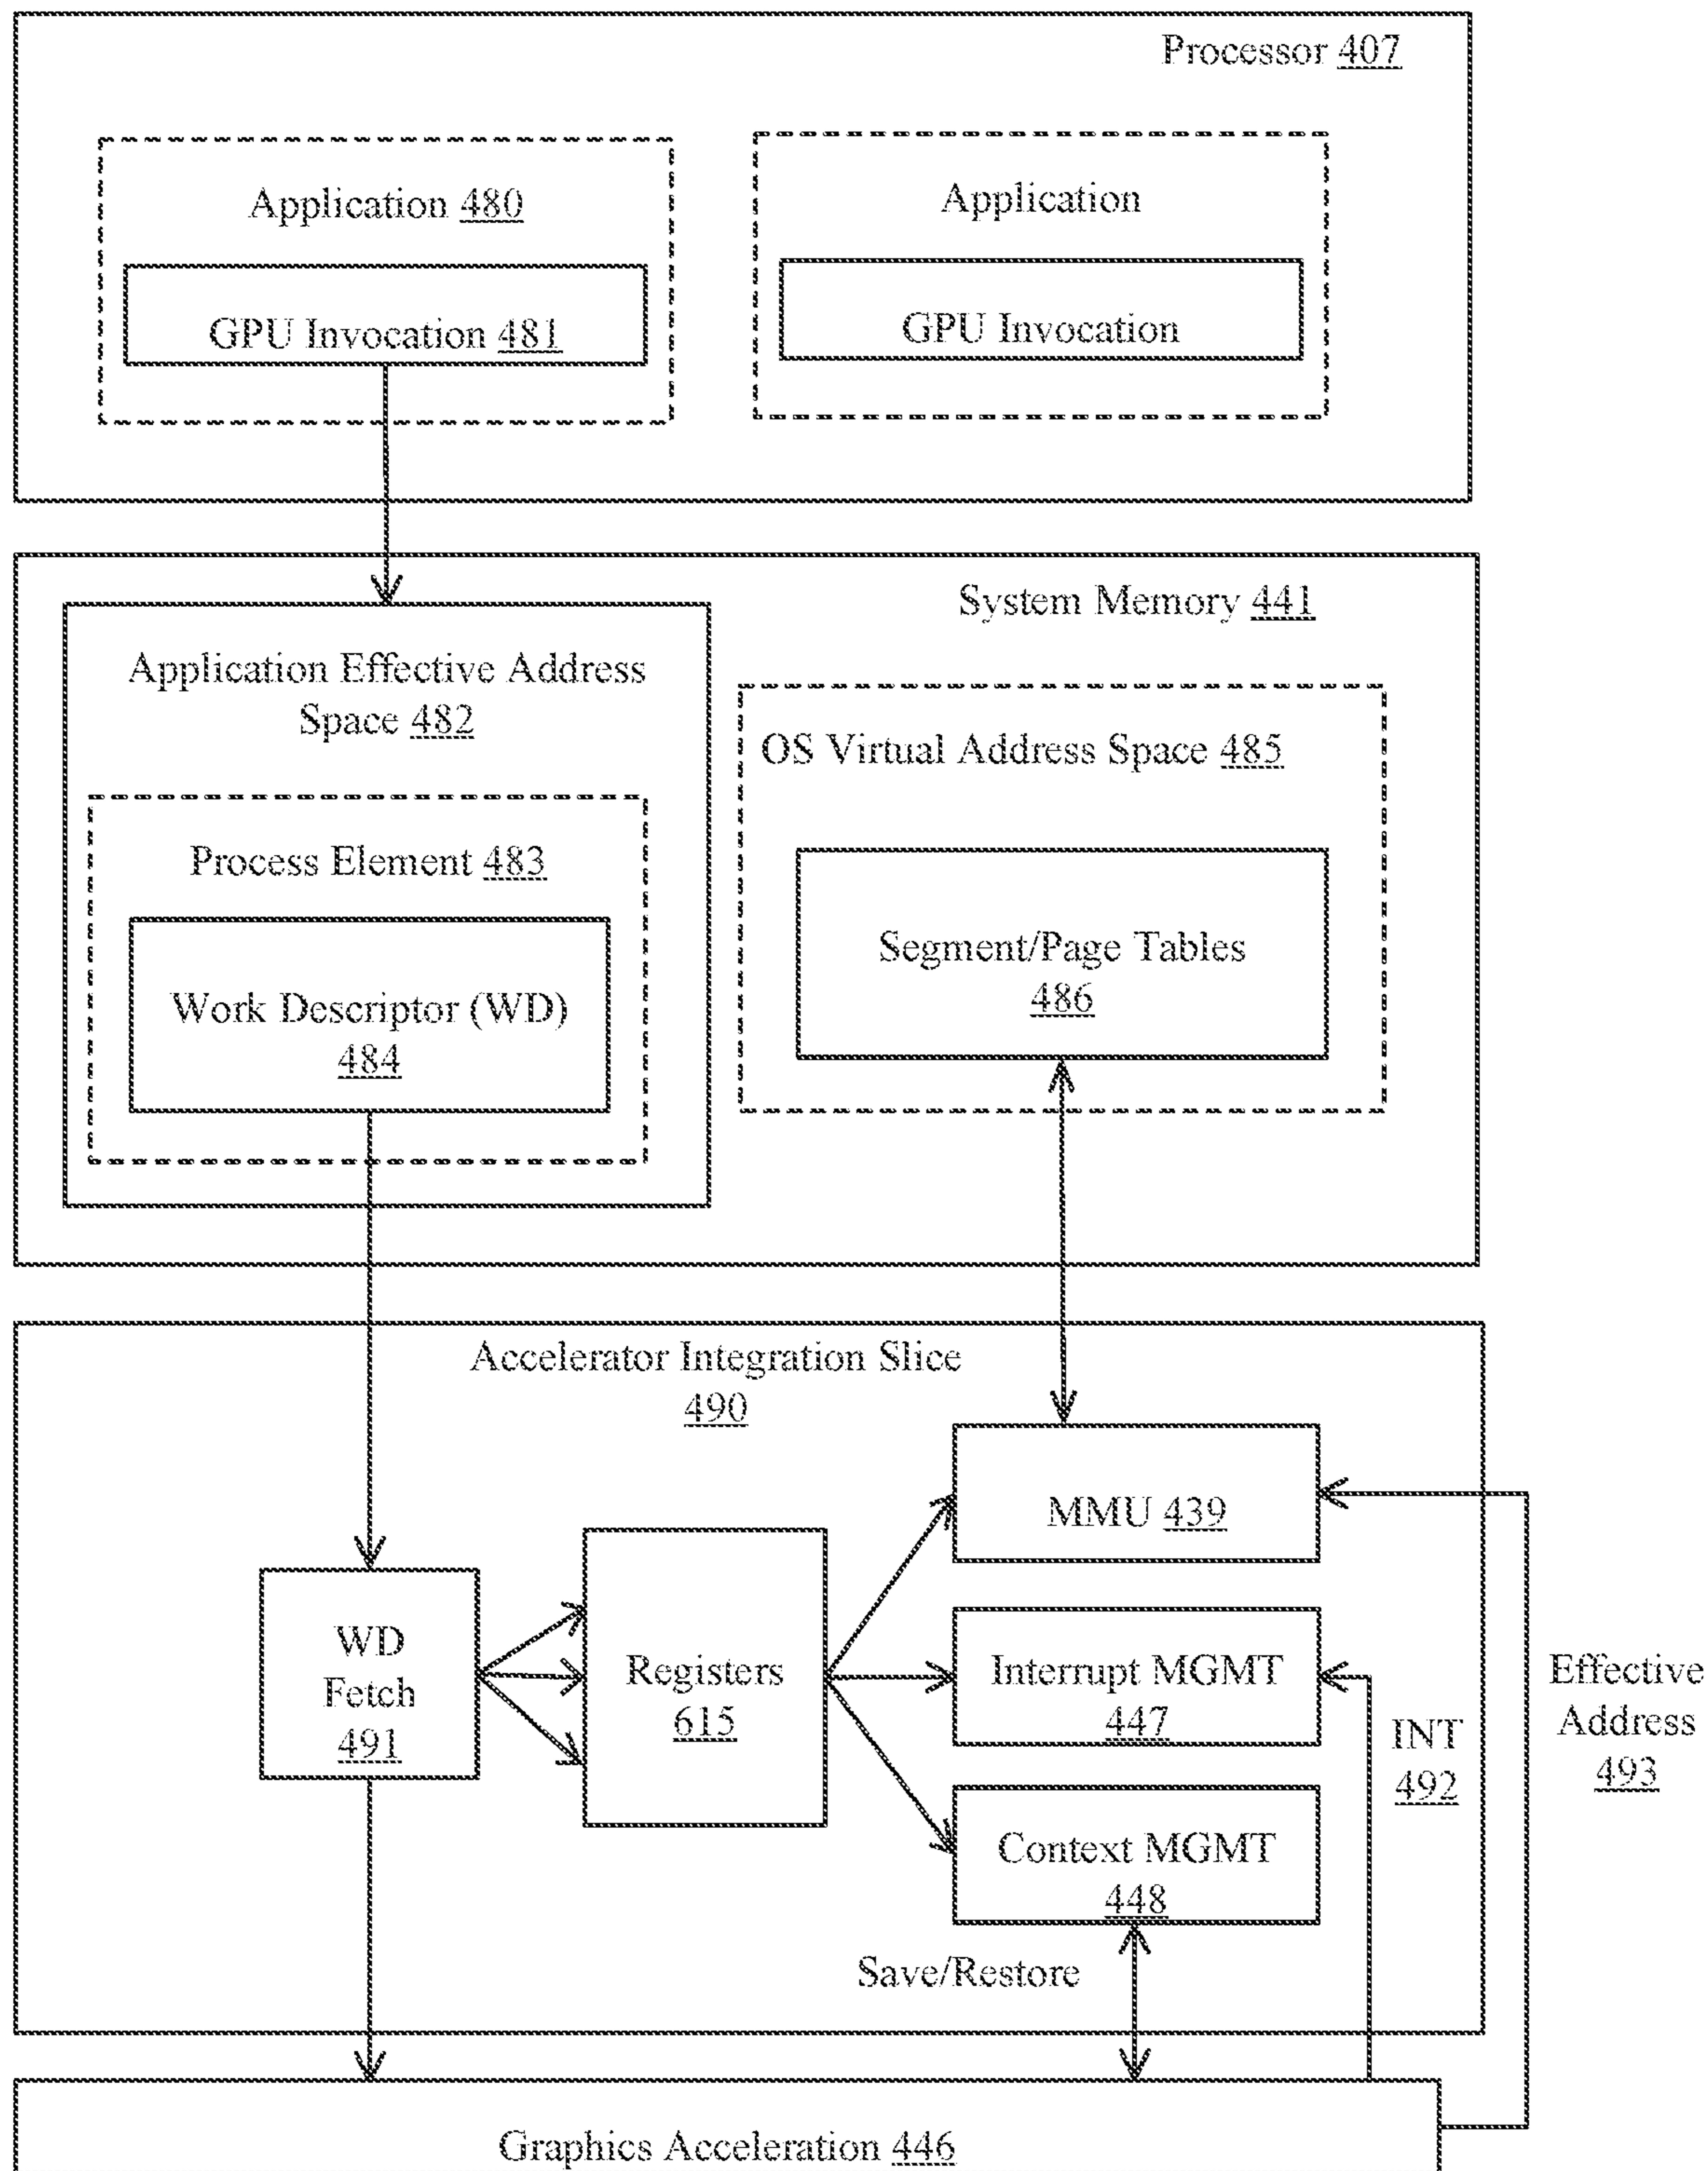 Processor 407
Application 480
Application
GPU Invocation 481
GPU Invocation
System Memory 441
Application Effective Address
Space 482
OS Virtual Address Space 485
Process Element 483
Segment/Page Tables
486
Work Descriptor (WD)
484
Accelerator Integration Slice
490
MMU 439
WD
Fetch
491
Registers
615
Interrupt MGMT
447
Effective
Address
493
INT
492
Context MGMT
448
Save/Restore
Graphics Acceleration 446